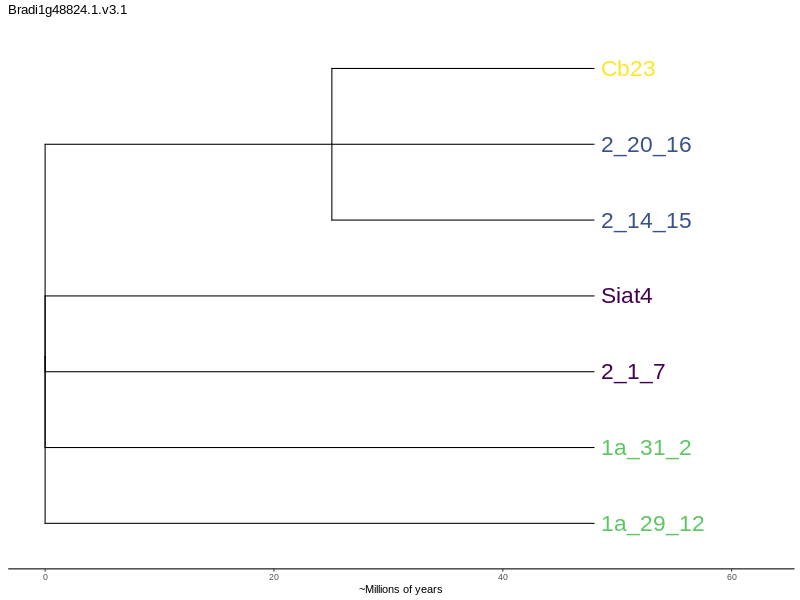 Bradi1g48824.1.v3.1
Cb23
2_20_16
2_14_15
Siat4
2_1_7
1a_31_2
1a_29_12
0 20 40 60
~Millions of years